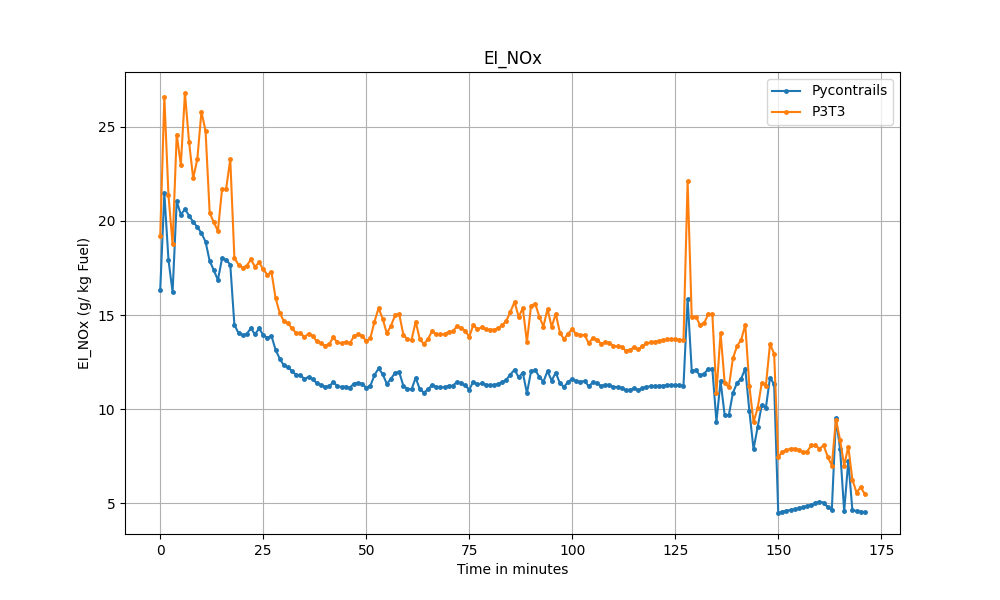 EI_NOx
Pycontrails
P3T3
EI_NOx (g/ kg Fuel)
25
20
15
10
5
0 25 50 75 100 125 150 175
Time in minutes